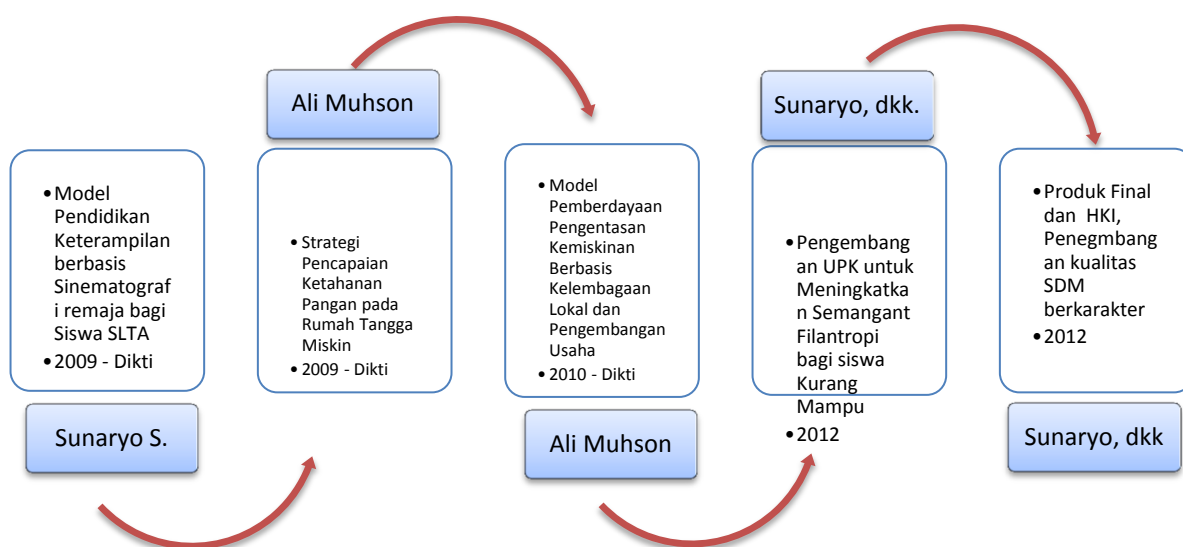 Sunaryo S.
• Model
Pendidikan
Keterampilan
berbasis
Sinematograf
i remaja bagi
Siswa SLTA
• 2009 - Dikti
Ali Muhson
• Strategi
Pencapaian
Ketahanan
Pangan pada
Rumah Tangga
Miskin
• 2009 - Dikti
• Model
Pemberdayaan
Pengentasan
Kemiskinan
Berbasis
Kelembagaan
Lokal dan
Pengembangan
Usaha
• 2010 - Dikti
Ali Muhson
Sunaryo, dkk.
• Pengembang
an UPK untuk
Meningkatka
n Semangant
Filantropi
bagi siswa
Kurang
Mampu
• 2012
• Produk Final
dan HKI,
Penegmbang
an kualitas
SDM
berkarakter
• 2012
Sunaryo, dkk